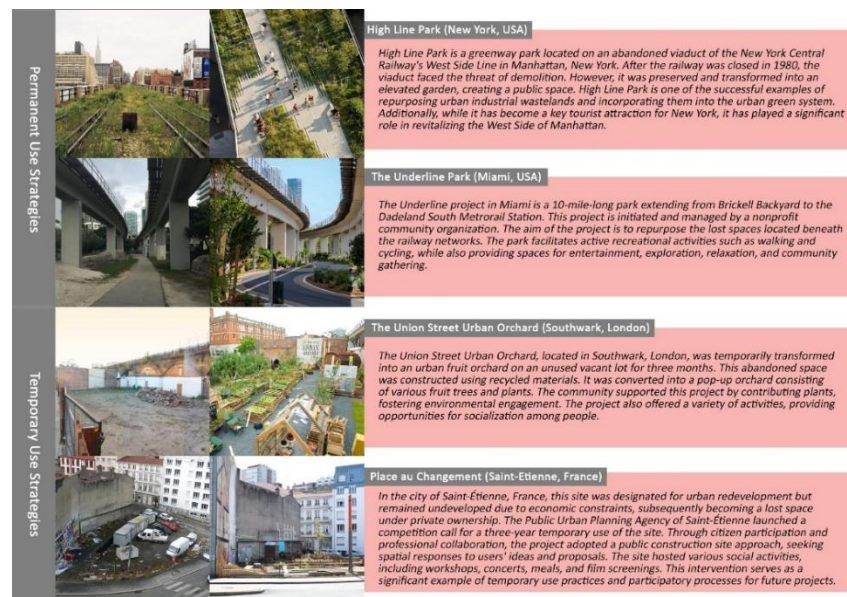 Permanent Use Strategies
High Line Park (New York, USA)
High Line Park is a greenway park located on an abandoned viaduct of the New York Central
Railway's West Side Line in Manhattan, New York. After the railway was closed in 1980, the
viaduct faced the threat of demolition. However, it was preserved and transformed into an
elevated garden, creating a public space. High Line Park is one of the successful examples of
repurposing urban industrial wastelands and incorporating them into the urban green system.
Additionally, while it has become a key tourist attraction for New York, it has played a significant
role in revitalizing the West Side of Manhattan.
The Underline Park (Miami, USA)
The Underline project in Miami is a 10-mile-long park extending from Brickell Backyard to the
Dadeland South Metrorail Station. This project is initiated and managed by a nonprofit
community organization. The aim of the project is to repurpose the lost spaces located beneath
the railway networks. The park facilitates active recreational activities such as walking and
cycling, while also providing spaces for entertainment, exploration, relaxation, and community
gathering.
Temporary Use Strategies
The Union Street Urban Orchard (Southwark, London)
The Union Street Urban Orchard, located in Southwark, London, was temporarily transformed
into an urban fruit orchard on an unused vacant lot for three months. This abandoned space
was constructed using recycled materials. It was converted into a pop-up orchard consisting
of various fruit trees and plants. The community supported this project by contributing plants,
fostering environmental engagement. The project also offered a variety of activities, providing
opportunities for socialization among people.
Place au Changement (Saint-Etienne, France)
In the city of Saint-Étienne, France, this site was designated for urban redevelopment but
remained undeveloped due to economic constraints, subsequently becoming a lost space
under private ownership. The Public Urban Planning Agency of Saint-Étienne launched a
competition call for a three-year temporary use of the site. Through citizen participation and
professional collaboration, the project adopted a public construction site approach, seeking
spatial responses to users' ideas and proposals. The site hosted various social activities,
including workshops, concerts, meals, and film screenings. This intervention serves as a
significant example of temporary use practices and participatory processes for future projects.